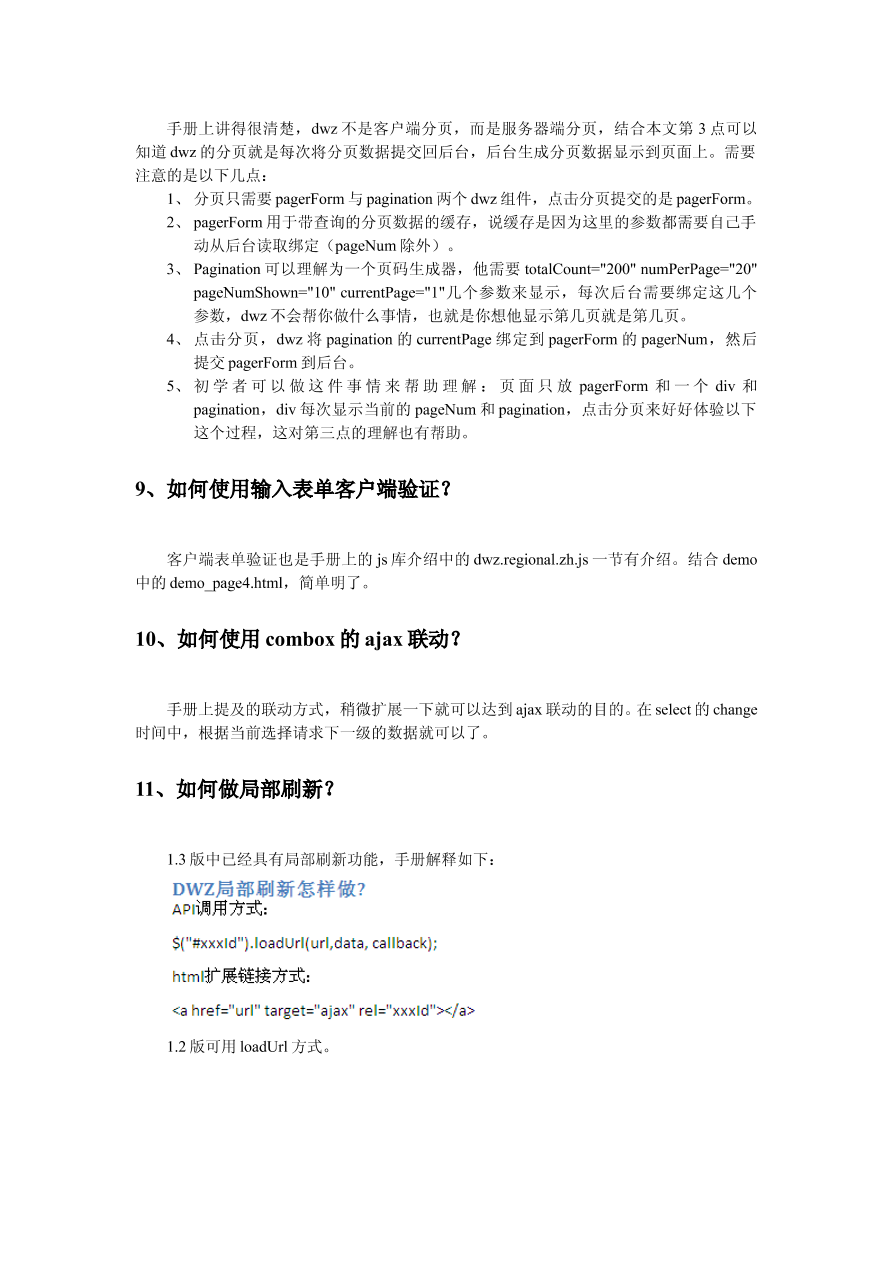 手册上讲得很清楚，dwz 不是客户端分页，而是服务器端分页，结合本文第 3 点可以
知道 dwz 的分页就是每次将分页数据提交回后台，后台生成分页数据显示到页面上。需要
注意的是以下几点：
1、 分页只需要 pagerForm 与 pagination 两个 dwz 组件，点击分页提交的是 pagerForm。
2、 pagerForm 用于带查询的分页数据的缓存，说缓存是因为这里的参数都需要自己手
动从后台读取绑定（pageNum 除外）。
3、 Pagination 可以理解为一个页码生成器，他需要 totalCount="200" numPerPage="20"
pageNumShown="10" currentPage="1"几个参数来显示，每次后台需要绑定这几个
参数，dwz 不会帮你做什么事情，也就是你想他显示第几页就是第几页。
4、 点击分页，dwz 将 pagination 的 currentPage 绑定到 pagerForm 的 pagerNum，然后
提交 pagerForm 到后台。
5、 初学者可以做这件事情来帮助理解：页面只放 pagerForm 和一个 div 和
pagination，div 每次显示当前的 pageNum 和 pagination，点击分页来好好体验以下
这个过程，这对第三点的理解也有帮助。
9、如何使用输入表单客户端验证？
客户端表单验证也是手册上的 js 库介绍中的 dwz.regional.zh.js 一节有介绍。结合 demo
中的 demo_page4.html，简单明了。
10、如何使用 combox 的 ajax 联动？
手册上提及的联动方式，稍微扩展一下就可以达到 ajax 联动的目的。在 select 的 change
时间中，根据当前选择请求下一级的数据就可以了。
11、如何做局部刷新？
1.3 版中已经具有局部刷新功能，手册解释如下：
DWZ局部刷新怎样做?
API调用方式：
$("#xxxId").loadUrl(url,data, callback);
html扩展链接方式：
<a href="url" target="ajax" rel="xxxId"></a>
1.2 版可用 loadUrl 方式。